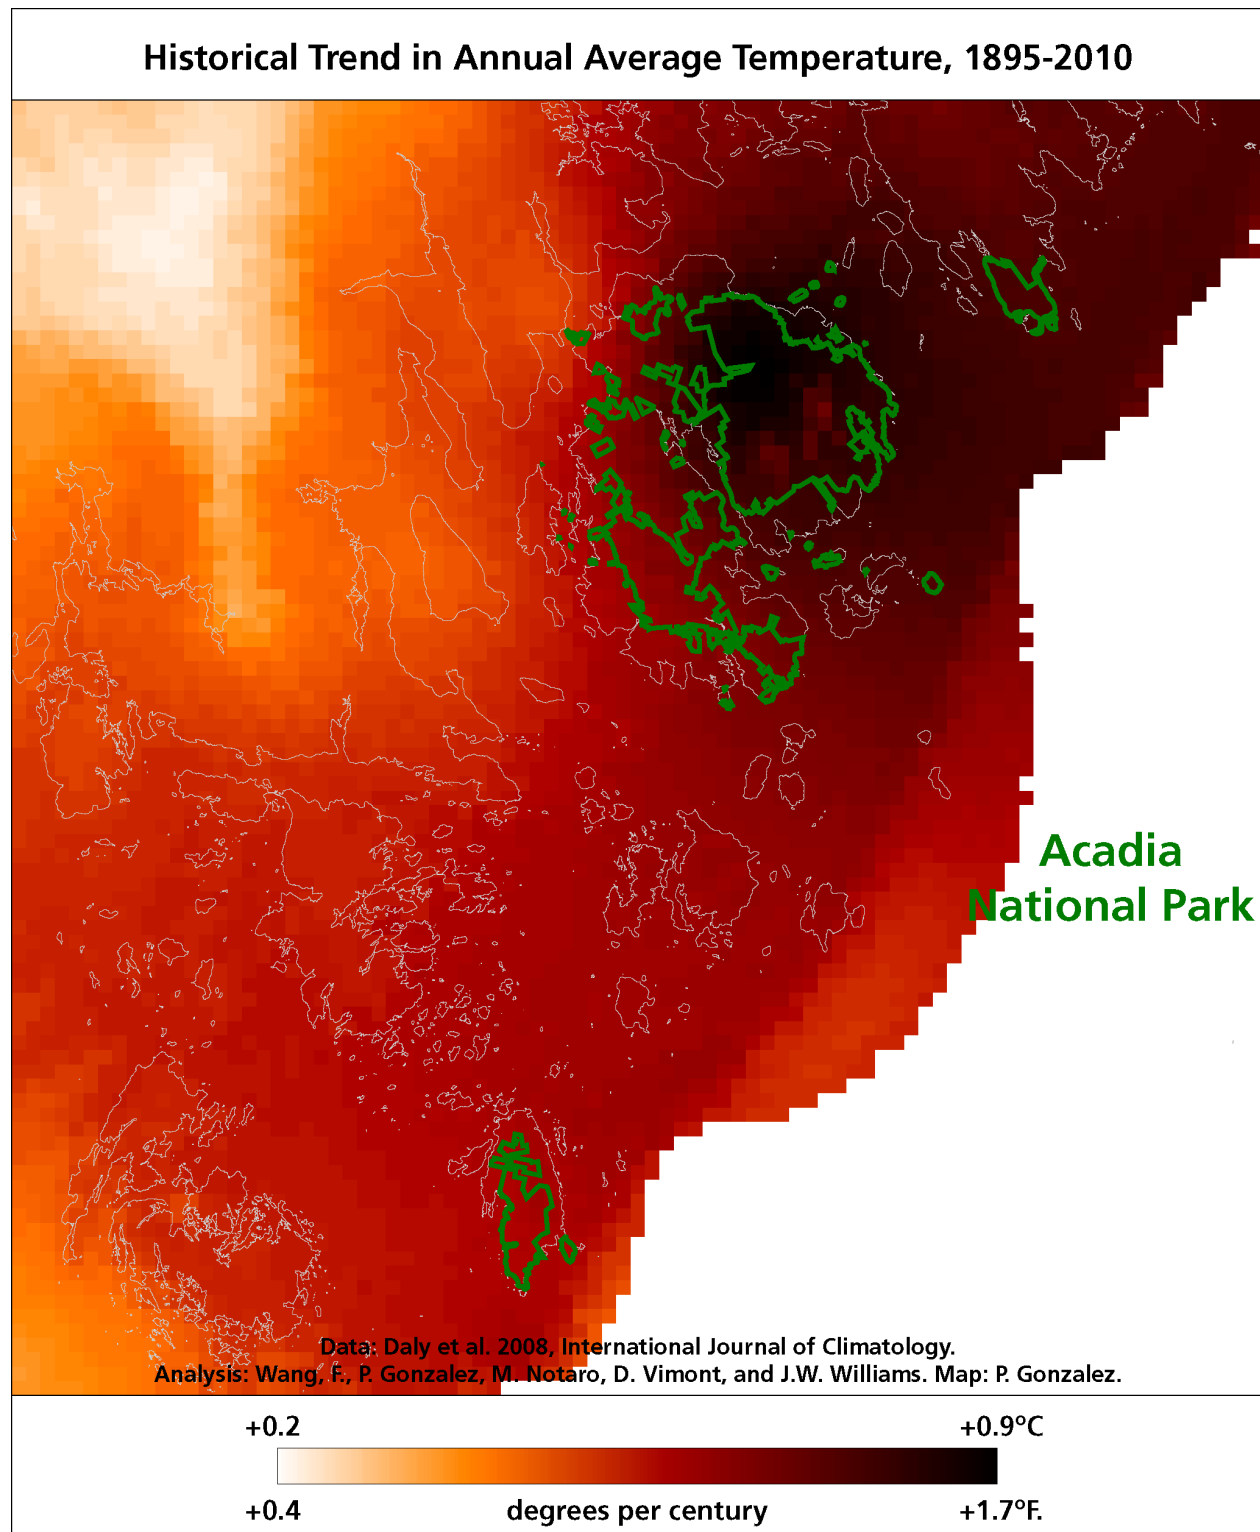 Historical Trend in Annual Average Temperature, 1895-2010
Acadia
National Park
Data: Daly et al. 2008, International Journal of Climatology.
Analysis: Wang, F., P. Gonzalez, M. Notaro, D. Vimont, and J.W. Williams. Map: P. Gonzalez.
+0.2 +0.9°C
+0.4 degrees per century +1.7°F.